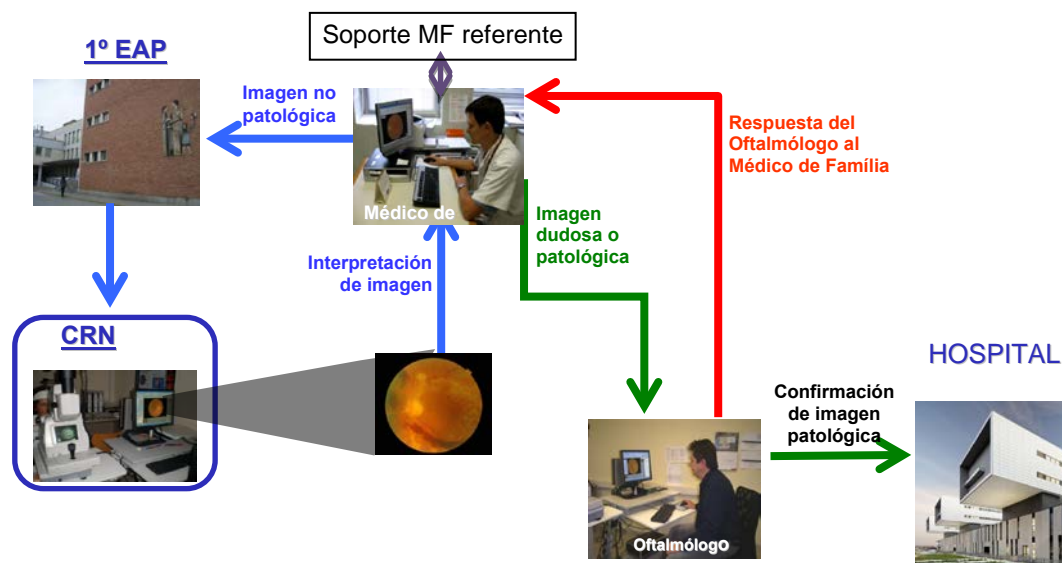 Soporte MF referente
1º EAP
Imagen no
patológica
Médico de
Respuesta del
Oftalmólogo al
Médico de Família
Imagen
dudosa o
patológica
Interpretación
de imagen
CRN
HOSPITAL
Confirmación
de imagen
patológica
Oftalmólogo